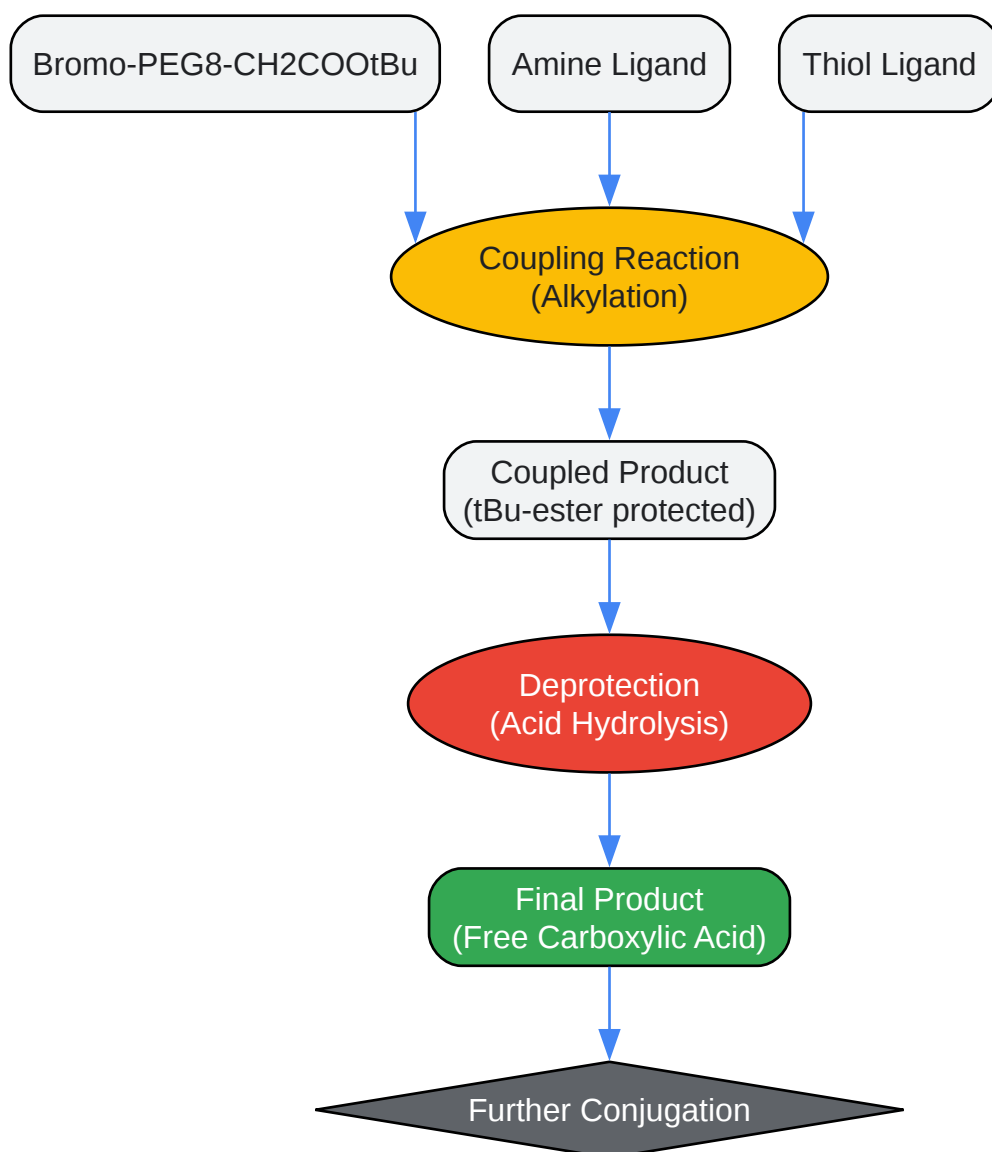 Bromo-PEG8-CH2COOtBu
Amine Ligand
Thiol Ligand
Coupling Reaction
(Alkylation)
Coupled Product
(tBu-ester protected)
Deprotection
(Acid Hydrolysis)
Final Product
(Free Carboxylic Acid)
Further Conjugation